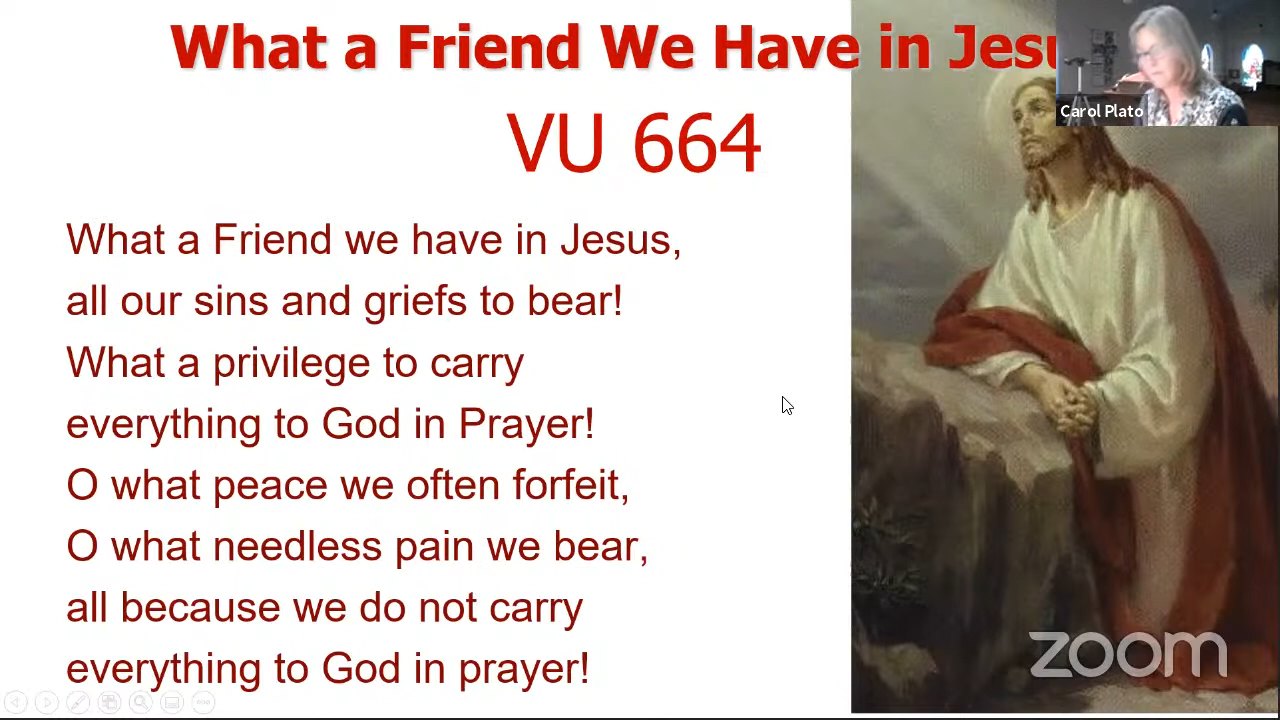 What a Friend We Have in Jesu
Carol Plato
VU 664
What a Friend we have in Jesus,
all our sins and griefs to bear!
What a privilege to carry
everything to God in Prayer!
O what peace we often forfeit,
O what needless pain we bear,
all because we do not carry
everything to God in prayer!
zoom